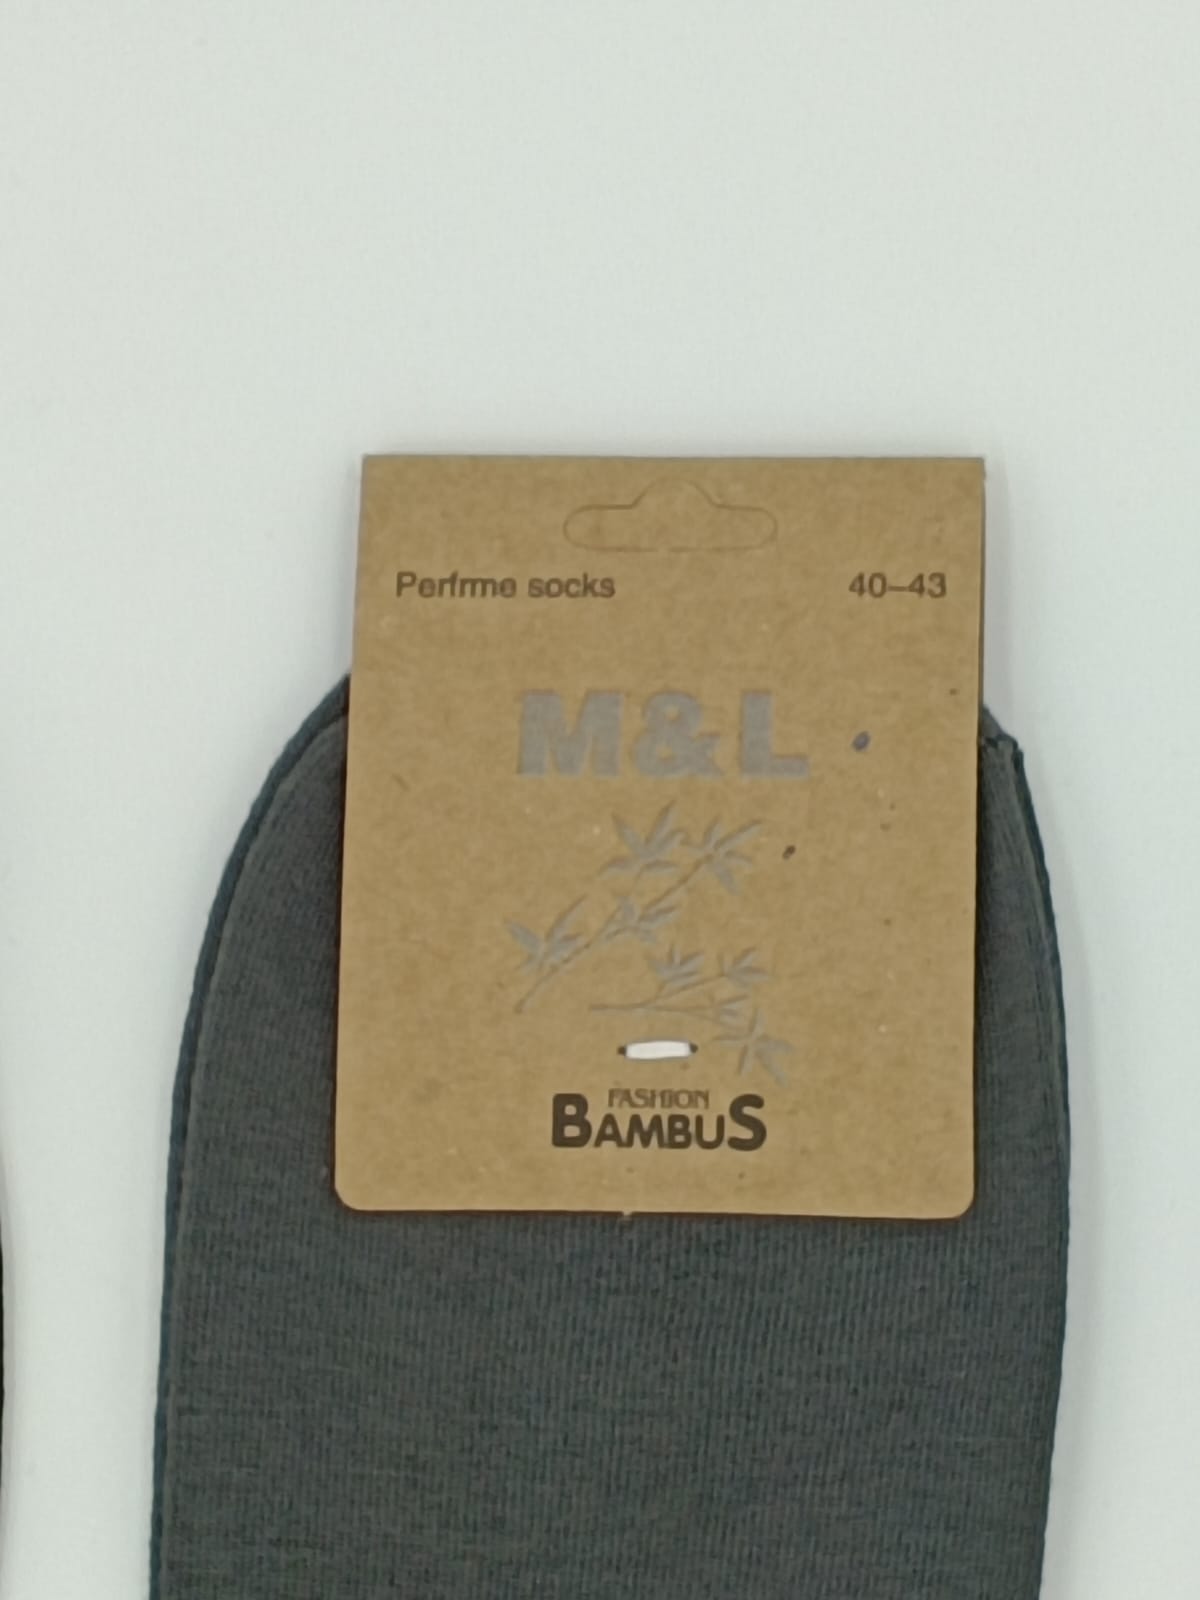 Perfrme socks 40–43
M&L
FASHION
BAMBUS